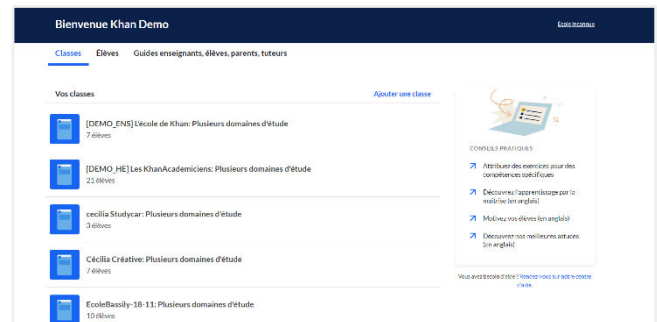 Bienvenue Khan Demo
École Inconnue
Classes Élèves Guides enseignants, élèves, parents, tuteurs
Vos classes
Ajouter une classe
[DEMO_ENS] L'école de Khan: Plusieurs domaines d'étude
7 élèves
[DEMO_HE] Les KhanAcademiciens: Plusieurs domaines d'étude
21 élèves
cecilia Studycar: Plusieurs domaines d'étude
3 élèves
Cécilia Créative: Plusieurs domaines d'étude
7 élèves
EcoleBassily-18-11: Plusieurs domaines d'étude
10 élèves
CONSEILS PRATIQUES
Attribuez des exercices pour des
compétences spécifiques
Découvrez l'apprentissage par la
maîtrise (en anglais)
Motivez vos élèves (en anglais)
Découvrez nos meilleures astuces
(en anglais)
Vous avez besoin d'aide ? Rendez-vous sur notre centre
d'aide.